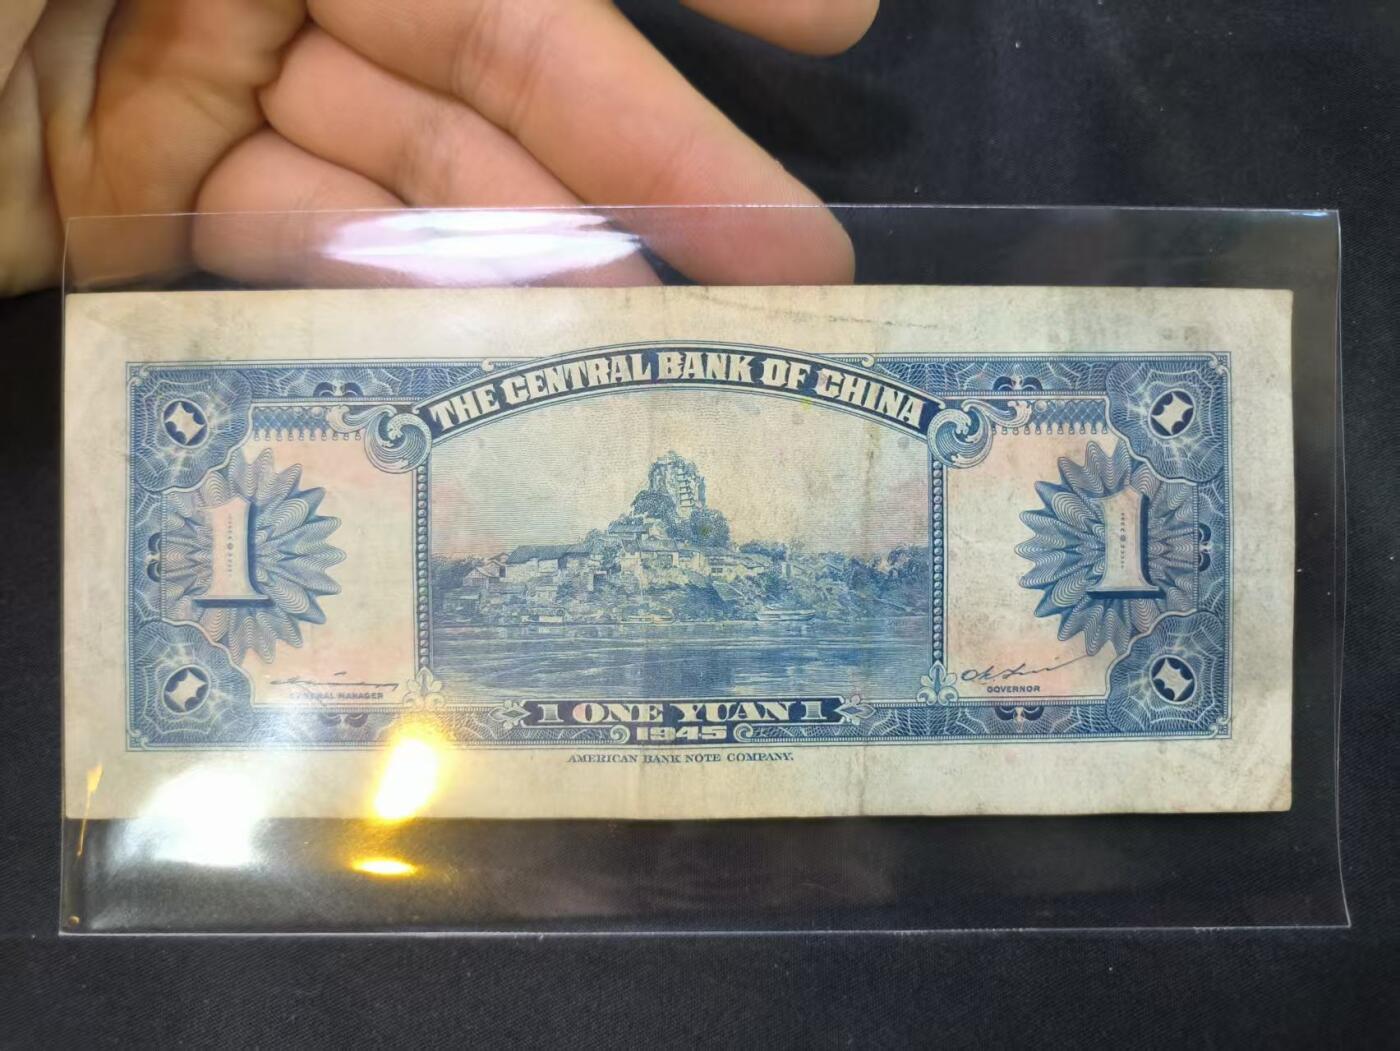 THE CENTRAL BANK OF CHINA
1 1
GENERAL MANAGER
GOVERNOR
1 ONE YUAN 1
1945
AMERICAN BANK NOTE COMPANY.